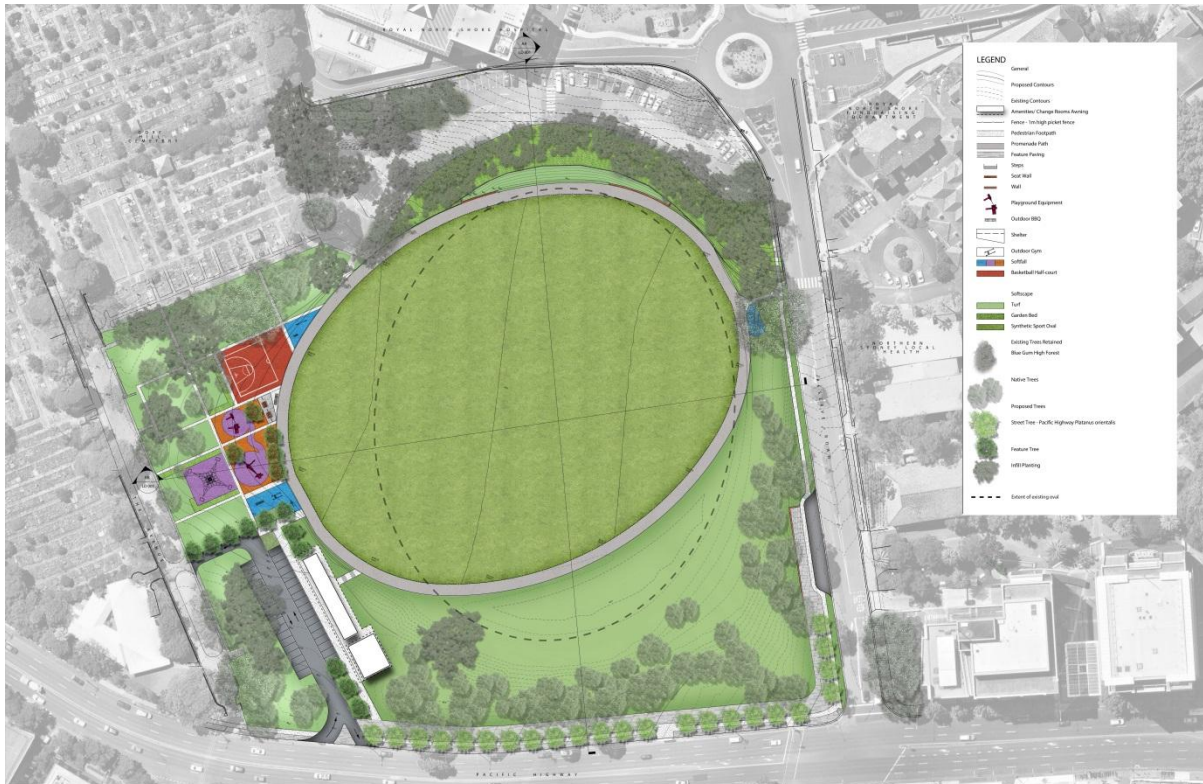 ROYAL NORTH SHORE HOSPITAL
NORTHERN
SYDNEY LOCAL
HEALTH
PACIFIC HIGHWAY
LEGEND
General
Proposed Contours
Existing Contours
Amenities/ Change Rooms Awning
Fence - 1m high picket fence
Pedestrian Footpath
Promenade Path
Feature Paving
Steps
Seat Wall
Wall
Playground Equipment
Outdoor BBQ
Shelter
Outdoor Gym
Softfall
Basketball Half-court
Softscape
Turf
Garden Bed
Synthetic Sport Oval
Existing Trees Retained
Blue Gum High Forest
Native Trees
Proposed Trees
Street Tree - Pacific Highway Platanus orientalis
Feature Tree
Infill Planting
Extent of existing oval